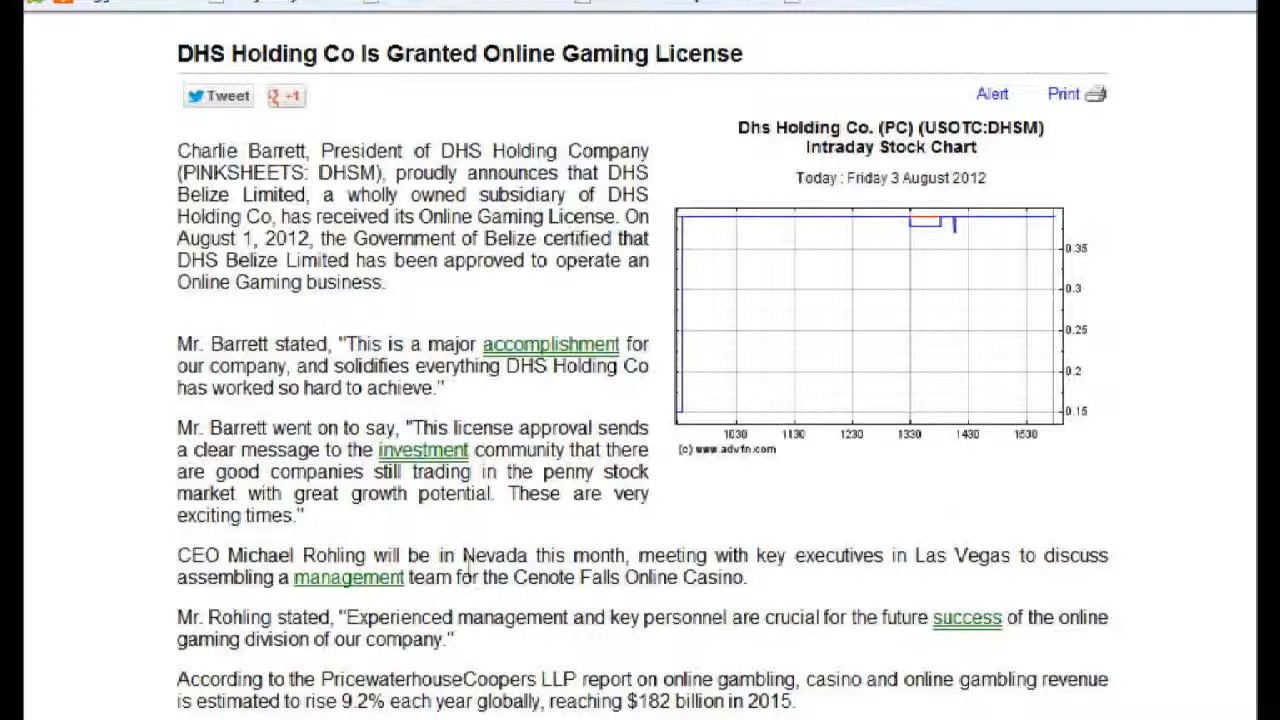 DHS Holding Co Is Granted Online Gaming License
Tweet
+1
Alert
Print
Charlie Barrett, President of DHS Holding Company
(PINKSHEETS: DHSM), proudly announces that DHS
Belize Limited, a wholly owned subsidiary of DHS
Holding Co, has received its Online Gaming License. On
August 1, 2012, the Government of Belize certified that
DHS Belize Limited has been approved to operate an
Online Gaming business.
Mr. Barrett stated, "This is a major accomplishment for
our company, and solidifies everything DHS Holding Co
has worked so hard to achieve."
Mr. Barrett went on to say, "This license approval sends
a clear message to the investment community that there
are good companies still trading in the penny stock
market with great growth potential. These are very
exciting times."
Dhs Holding Co. (PC) (USOTC:DHSM)
Intraday Stock Chart
Today : Friday 3 August 2012
0.35
0.3
0.25
0.2
0.15
1030 1130 1230 1330 1430 1530
(c) www.advfn.com
CEO Michael Rohling will be in Nevada this month, meeting with key executives in Las Vegas to discuss
assembling a management team for the Cenote Falls Online Casino.
Mr. Rohling stated, "Experienced management and key personnel are crucial for the future success of the online
gaming division of our company."
According to the PricewaterhouseCoopers LLP report on online gambling, casino and online gambling revenue
is estimated to rise 9.2% each year globally, reaching $182 billion in 2015.